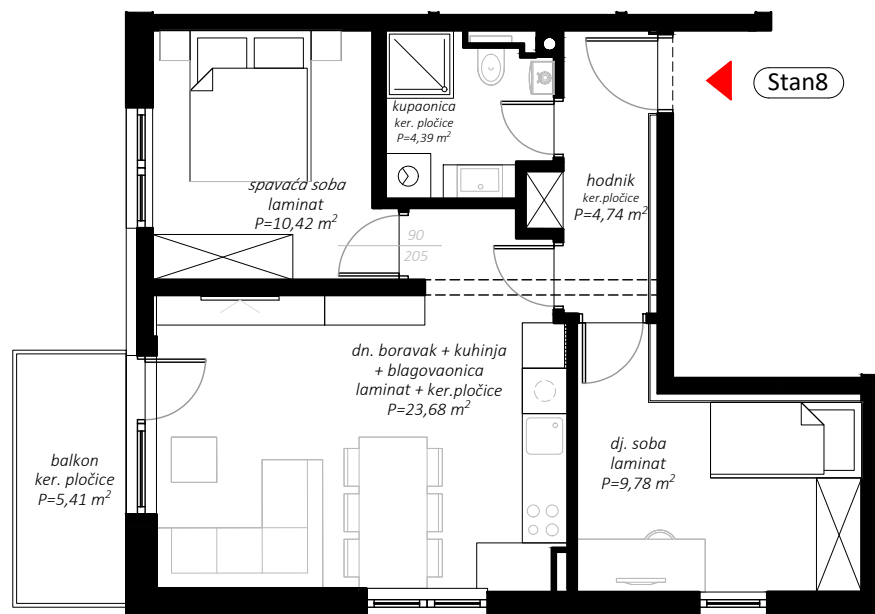 Stan8
kupaonica
ker. pločice
P=4,39 m²
spavaća soba
laminat
P=10,42 m²
hodnik
ker.pločice
P=4,74 m²
90
205
dn. boravak + kuhinja
+ blagovaonica
laminat + ker.pločice
P=23,68 m²
balkon
ker. pločice
P=5,41 m²
dj. soba
laminat
P=9,78 m²